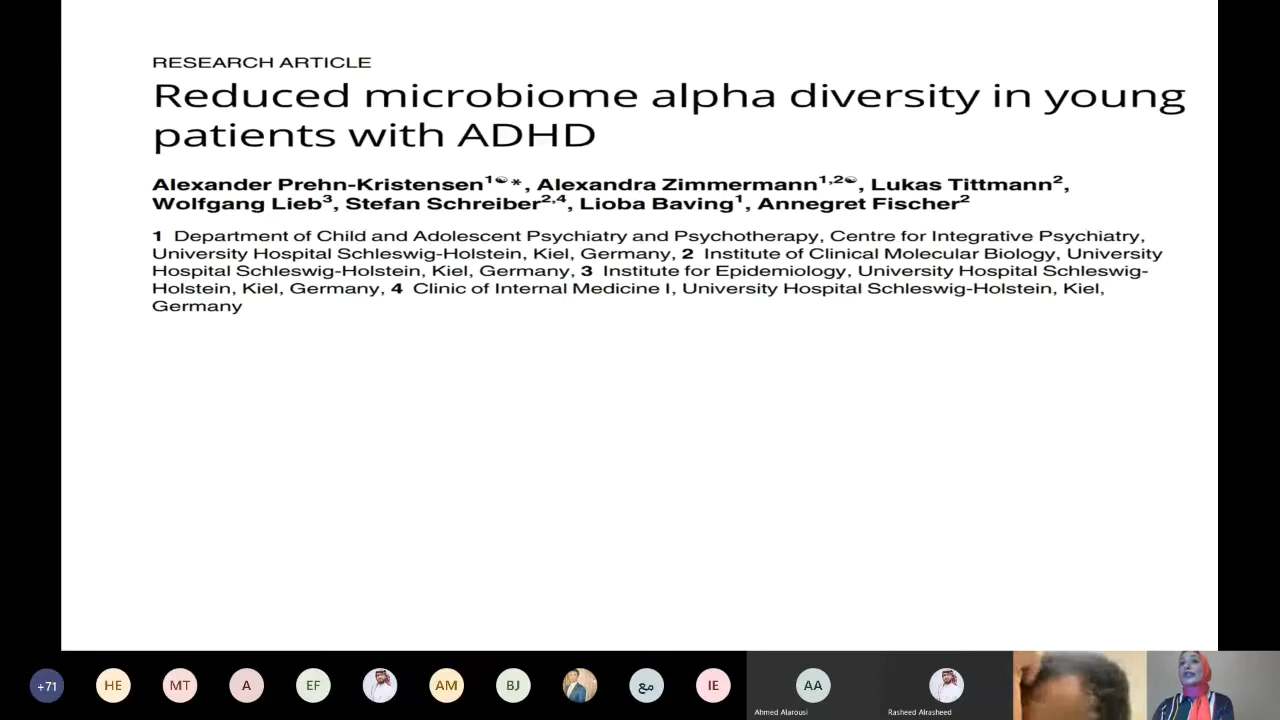 RESEARCH ARTICLE
Reduced microbiome alpha diversity in young
patients with ADHD
Alexander Prehn-Kristensen1☯*, Alexandra Zimmermann1,2☯, Lukas Tittmann2,
Wolfgang Lieb3, Stefan Schreiber2,4, Lioba Baving1, Annegret Fischer2
1 Department of Child and Adolescent Psychiatry and Psychotherapy, Centre for Integrative Psychiatry,
University Hospital Schleswig-Holstein, Kiel, Germany, 2 Institute of Clinical Molecular Biology, University
Hospital Schleswig-Holstein, Kiel, Germany, 3 Institute for Epidemiology, University Hospital Schleswig-
Holstein, Kiel, Germany, 4 Clinic of Internal Medicine I, University Hospital Schleswig-Holstein, Kiel,
Germany
+71 HE MT A EF AM BJ مع IE AA
Ahmed Alarousi Rasheed Alrasheed